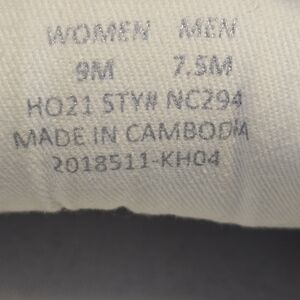 WOMEN MEN
9M 7.5M
HO21 STY# NC294
MADE IN CAMBODIA
2018511-KH04